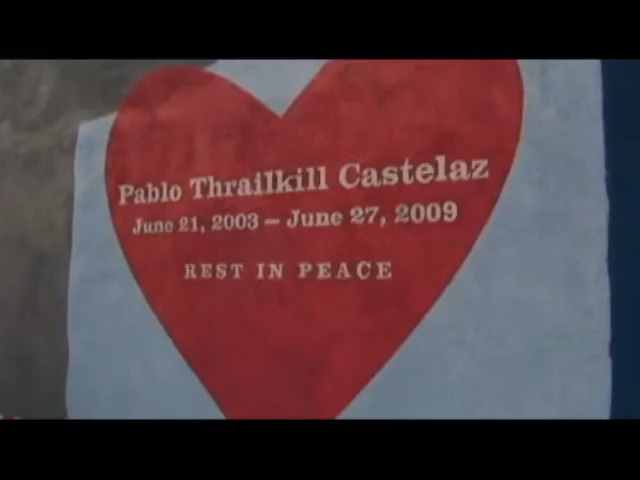 Pablo Thrailkill Castelaz
June 21, 2003 – June 27, 2009
REST IN PEACE